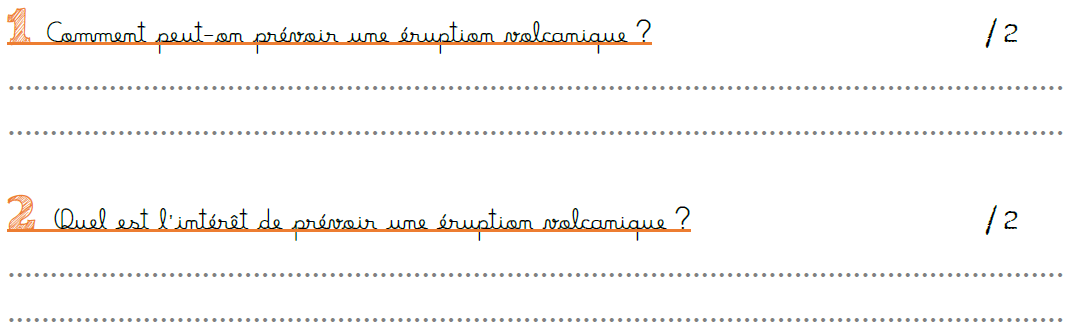 1 Comment peut-on prévoir une éruption volcanique ? / 2
................................................................................
................................................................................
2 Quel est l'intérêt de prévoir une éruption volcanique ? / 2
................................................................................
................................................................................